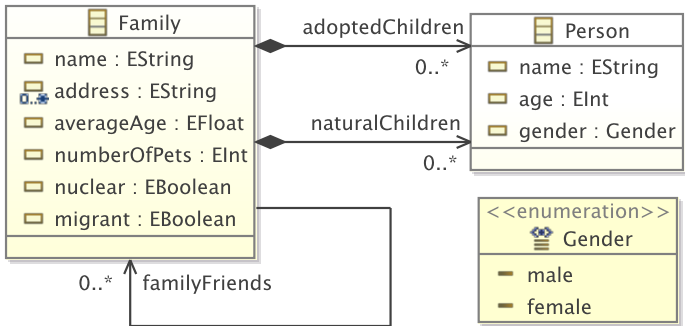 Family
name : EString
address : EString
0..*
averageAge : EFloat
numberOfPets : EInt
nuclear : EBoolean
migrant : EBoolean
adoptedChildren
0..*
naturalChildren
0..*
0..*
familyFriends
Person
name : EString
age : EInt
gender : Gender
<<enumeration>>
Gender
male
female